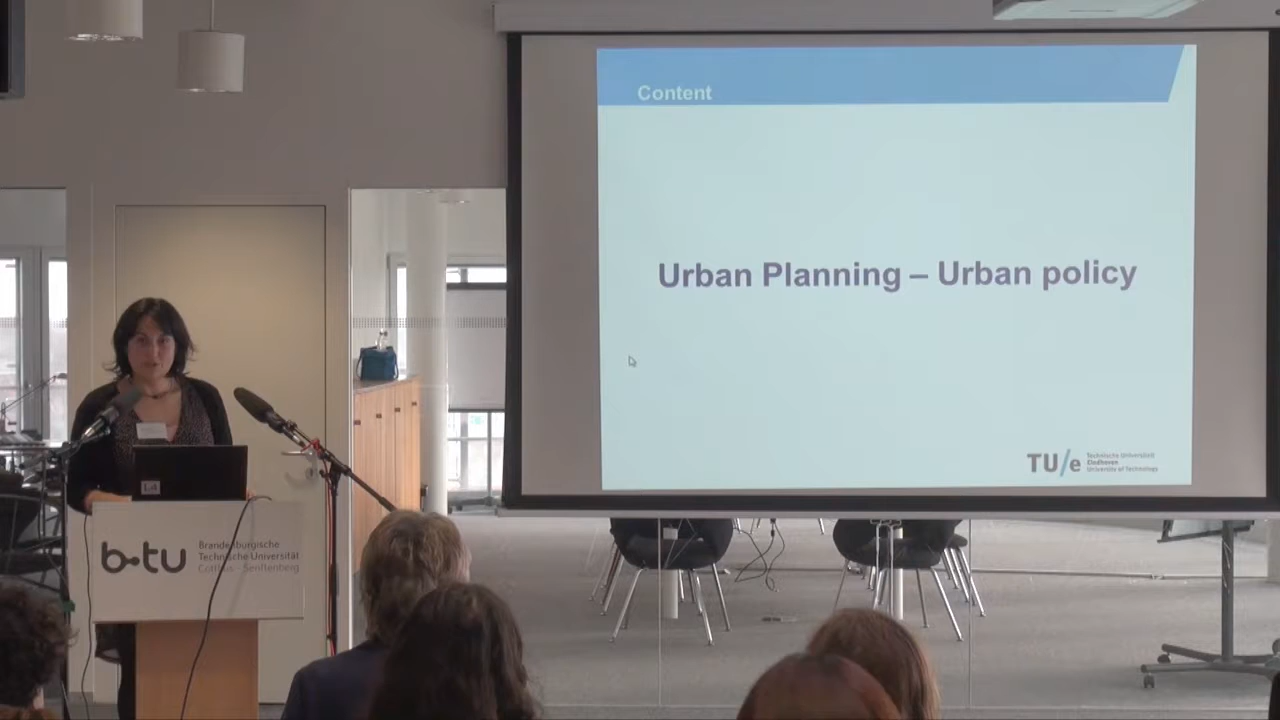 Content
Urban Planning – Urban policy
TU/e Technische Universiteit
Eindhoven
University of Technology
b-tu Brandenburgische
Technische Universität
Cottbus - Senftenberg